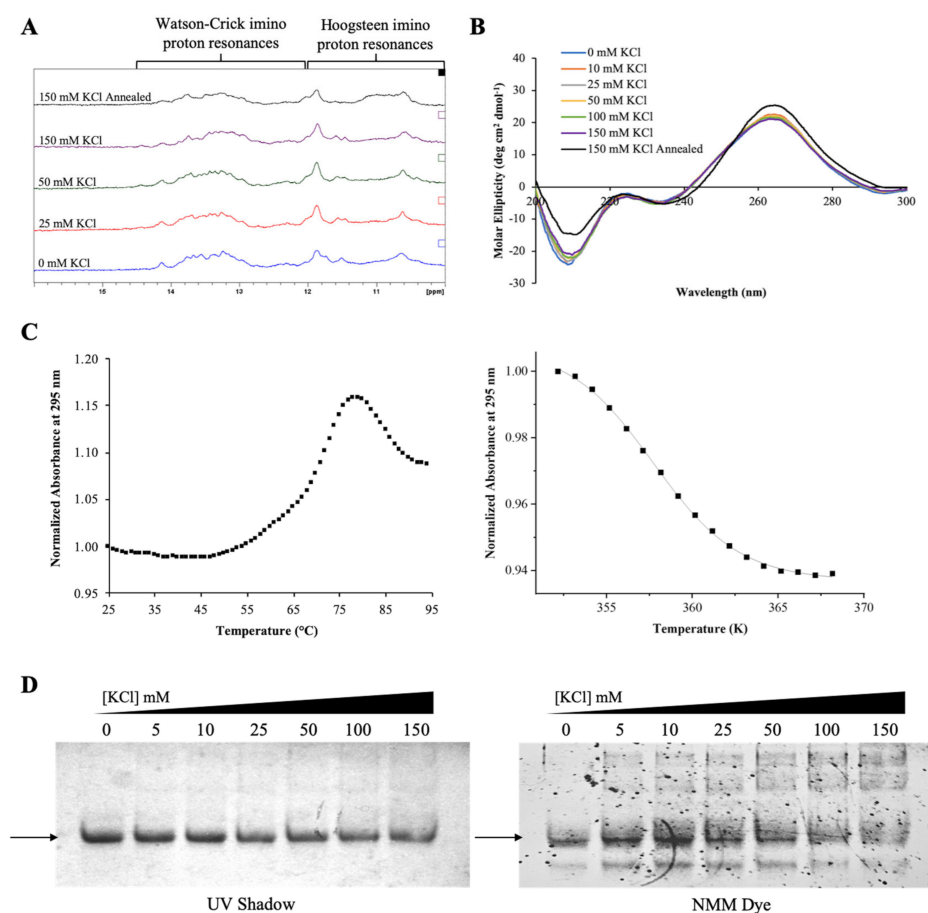 A
Watson-Crick imino
proton resonances
Hoogsteen imino
proton resonances
150 mM KCl Annealed
150 mM KCl
50 mM KCl
25 mM KCl
0 mM KCl
15 14 13 12 11 [ppm]
B
Molar Ellipticity (deg cm² dmol⁻¹)
40
30
20
10
0
-10
-20
-30
200 220 240 260 280 300
0 mM KCl
10 mM KCl
25 mM KCl
50 mM KCl
100 mM KCl
150 mM KCl
150 mM KCl Annealed
Wavelength (nm)
C
Normalized Absorbance at 295 nm
1.20
1.15
1.10
1.05
1.00
0.95
25 35 45 55 65 75 85 95
Temperature (°C)
Normalized Absorbance at 295 nm
1.00
0.98
0.96
0.94
355 360 365 370
Temperature (K)
D
[KCl] mM
0 5 10 25 50 100 150
UV Shadow
[KCl] mM
0 5 10 25 50 100 150
NMM Dye